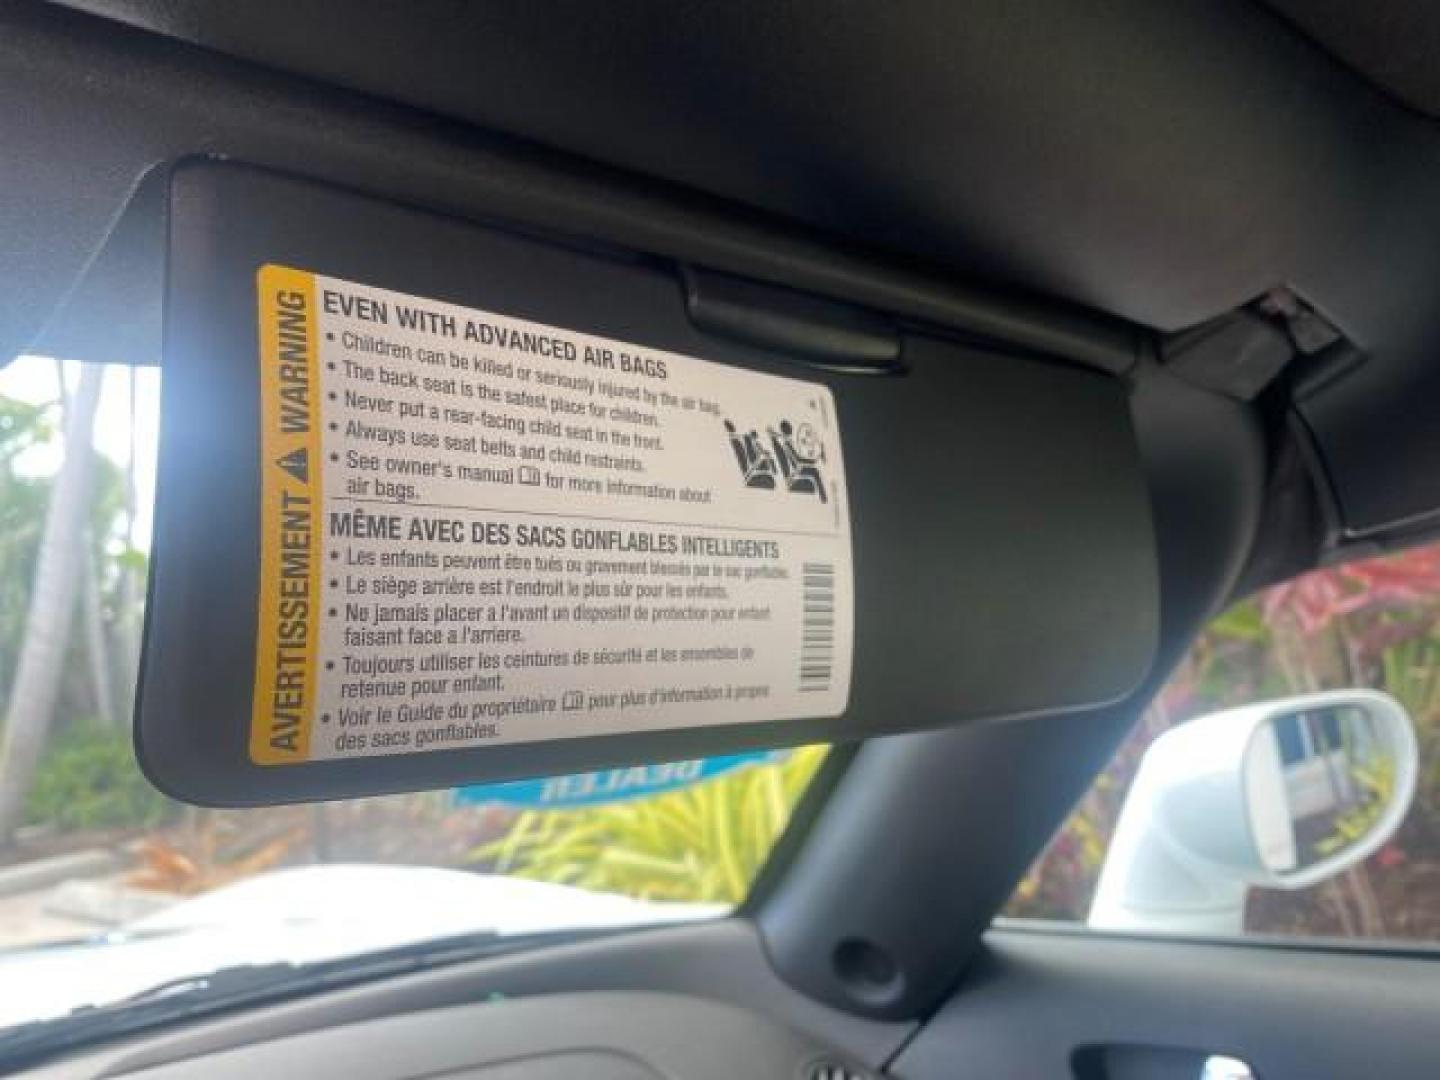 WARNING
EVEN WITH ADVANCED AIR BAGS
• Children can be killed or seriously injured by the air bag.
• The back seat is the safest place for children.
• Never put a rear-facing child seat in the front.
• Always use seat belts and child restraints.
• See owner's manual for more information about
air bags.
AVERTISSEMENT
MÊME AVEC DES SACS GONFLABLES INTELLIGENTS
• Les enfants peuvent être tués ou gravement blessés par le sac gonflable.
• Le siège arrière est l'endroit le plus sûr pour les enfants.
• Ne jamais placer a l'avant un dispositif de protection pour enfant
faisant face a l'arriere.
• Toujours utiliser les ceintures de sécurité et les ensembles de
retenue pour enfant.
• Voir le Guide du propriétaire pour plus d'information à propos
des sacs gonflables.
DEALER